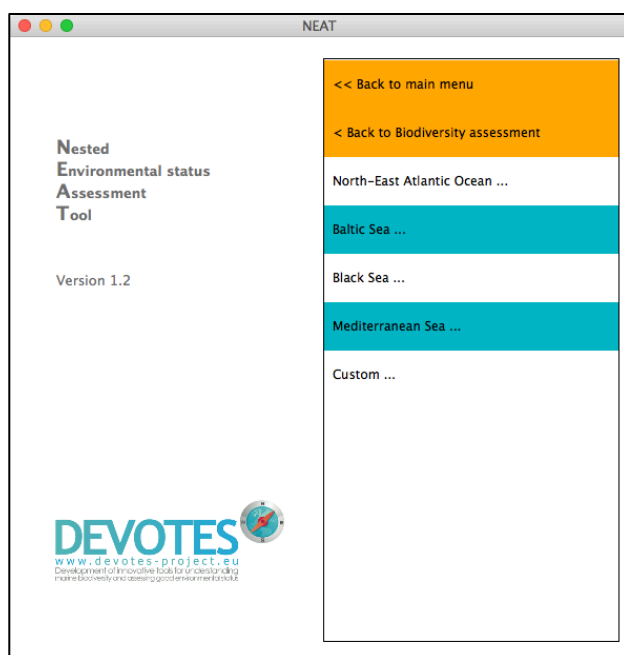 NEAT
Nested
Environmental status
Assessment
Tool
Version 1.2
<< Back to main menu
< Back to Biodiversity assessment
North-East Atlantic Ocean ...
Baltic Sea ...
Black Sea ...
Mediterranean Sea ...
Custom ...
DEVOTES
www.devotes-project.eu
Development of innovative tools for understanding
marine biodiversity and assessing good environmental status